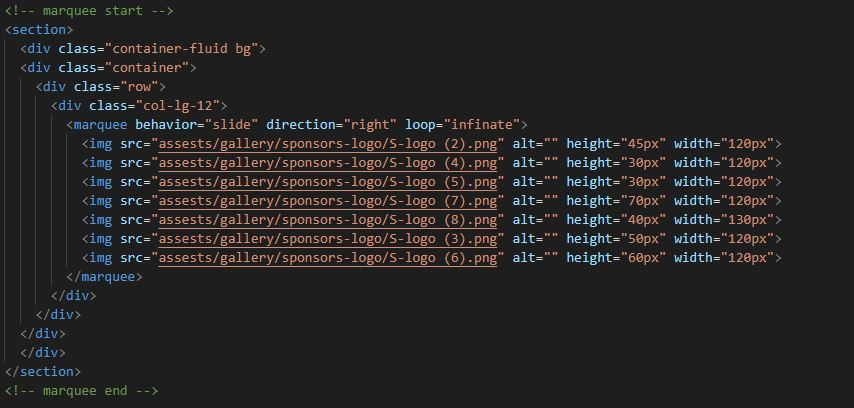 <!-- marquee start -->
<section>
<div class="container-fluid bg">
<div class="container">
<div class="row">
<div class="col-lg-12">
<marquee behavior="slide" direction="right" loop="infinate">
<img src="assests/gallery/sponsors-logo/S-logo (2).png" alt="" height="45px" width="120px">
<img src="assests/gallery/sponsors-logo/S-logo (4).png" alt="" height="30px" width="120px">
<img src="assests/gallery/sponsors-logo/S-logo (5).png" alt="" height="30px" width="120px">
<img src="assests/gallery/sponsors-logo/S-logo (7).png" alt="" height="70px" width="120px">
<img src="assests/gallery/sponsors-logo/S-logo (8).png" alt="" height="40px" width="130px">
<img src="assests/gallery/sponsors-logo/S-logo (3).png" alt="" height="50px" width="120px">
<img src="assests/gallery/sponsors-logo/S-logo (6).png" alt="" height="60px" width="120px">
</marquee>
</div>
</div>
</div>
</div>
</section>
<!-- marquee end -->